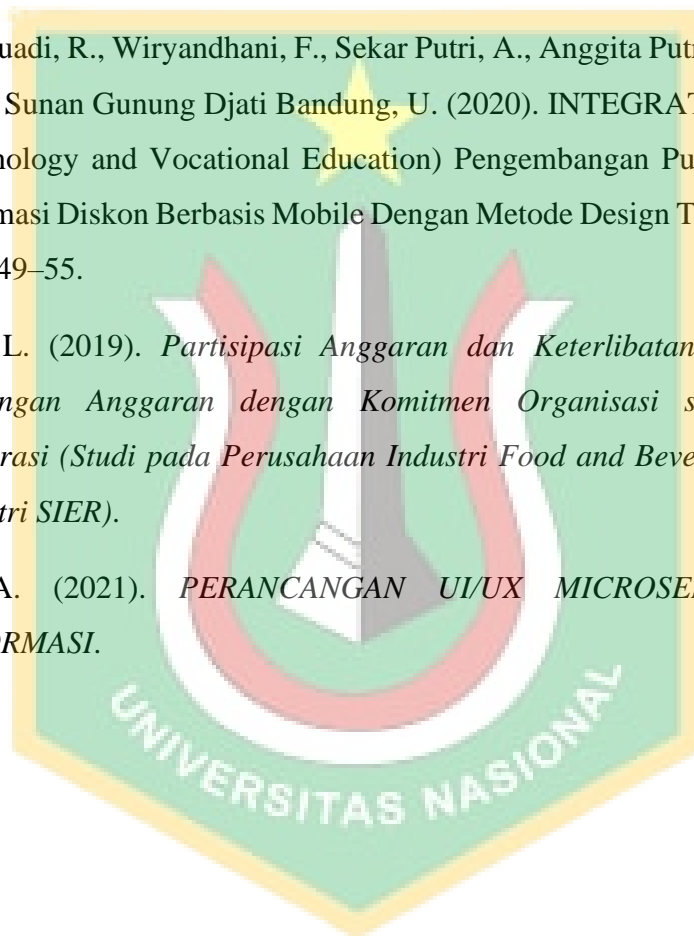 uadi, R., Wiryandhani, F., Sekar Putri, A., Anggita Putr
Sunan Gunung Djati Bandung, U. (2020). INTEGRAT
nology and Vocational Education) Pengembangan Pu
masi Diskon Berbasis Mobile Dengan Metode Design T
49–55.
L. (2019). Partisipasi Anggaran dan Keterlibatan
ngan Anggaran dengan Komitmen Organisasi s
rasi (Studi pada Perusahaan Industri Food and Beve
tri SIER).
A. (2021). PERANCANGAN UI/UX MICROSE
ORMASI.
UNIVERSITAS NASIONAL